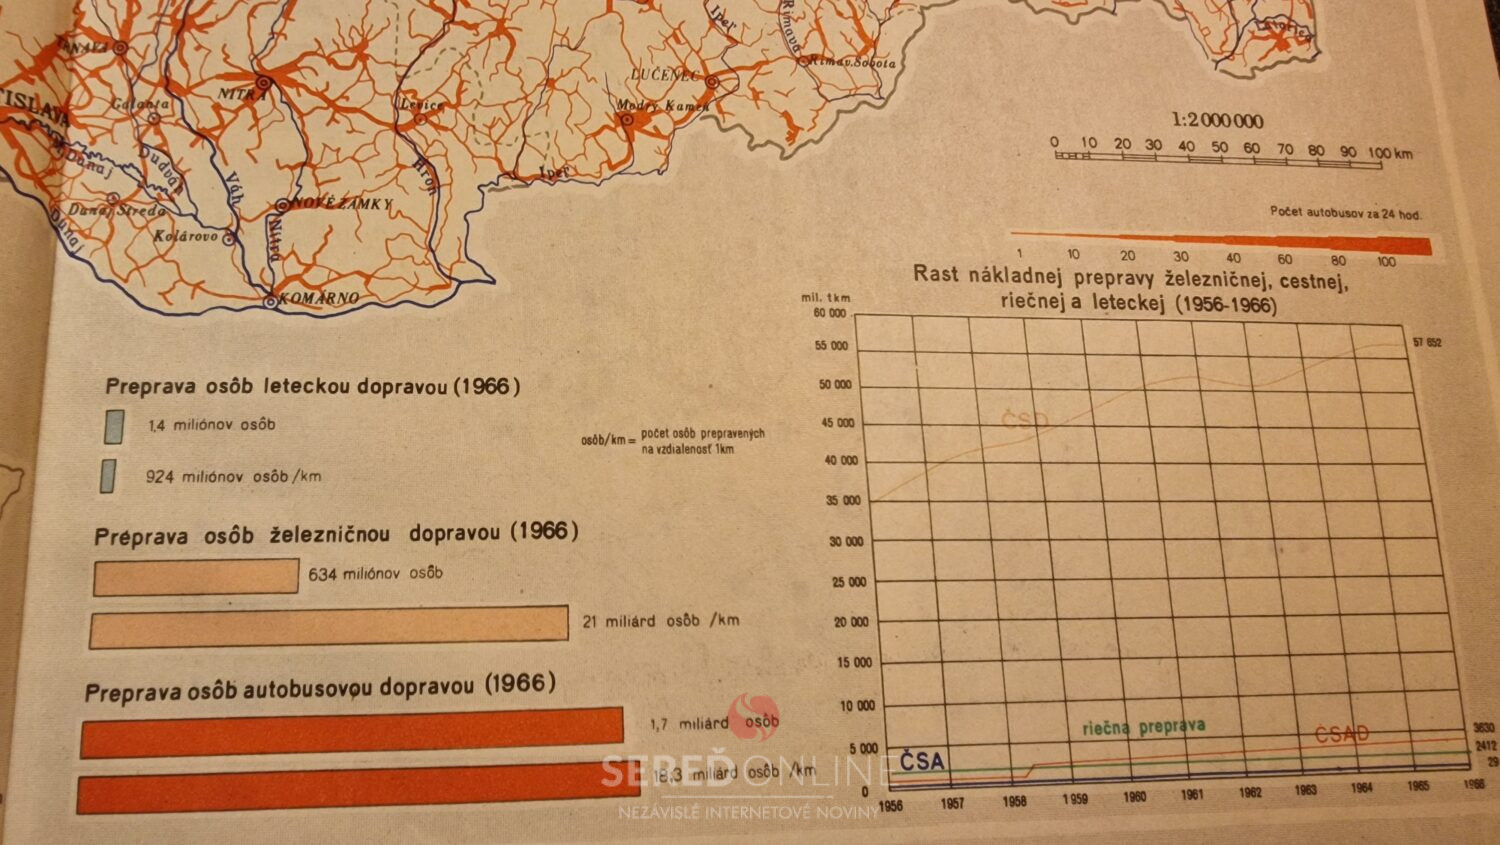 TRNAVA
NITRA
Galanta
TISLAVA
Levice
LUČENEC
Modrý Kameň
Rimav. Sobota
Ipeľ
Rimava
Latorica
Dunaj
Dudváh
Váh
Hron
Ipeľ
Dunaj. Streda
NOVÉ ZÁMKY
Kolárovo
Nitra
Dunaj
KOMÁRNO
1:2 000 000
0 10 20 30 40 50 60 70 80 90 100 km
Počet autobusov za 24 hod.
1 10 20 30 40 60 80 100
Rast nákladnej prepravy železničnej, cestnej,
riečnej a leteckej (1956-1966)
mil. tkm
60 000
55 000
50 000
45 000
40 000
35 000
30 000
25 000
20 000
15 000
10 000
5 000
0
57 652
ČSD
riečna preprava
ČSAD
ČSA
3630
2412
29
1956 1957 1958 1959 1960 1961 1962 1963 1964 1965 1966
Preprava osôb leteckou dopravou (1966)
1,4 miliónov osôb
924 miliónov osôb/km
osôb/km = počet osôb prepravených
na vzdialenosť 1km
Préprava osôb železničnou dopravou (1966)
634 miliónov osôb
21 miliárd osôb /km
Preprava osôb autobusovou dopravou (1966)
1,7 miliárd osôb
18,3 miliárd osôb /km
SEREĎ ONLINE
NEZÁVISLÉ INTERNETOVÉ NOVINY